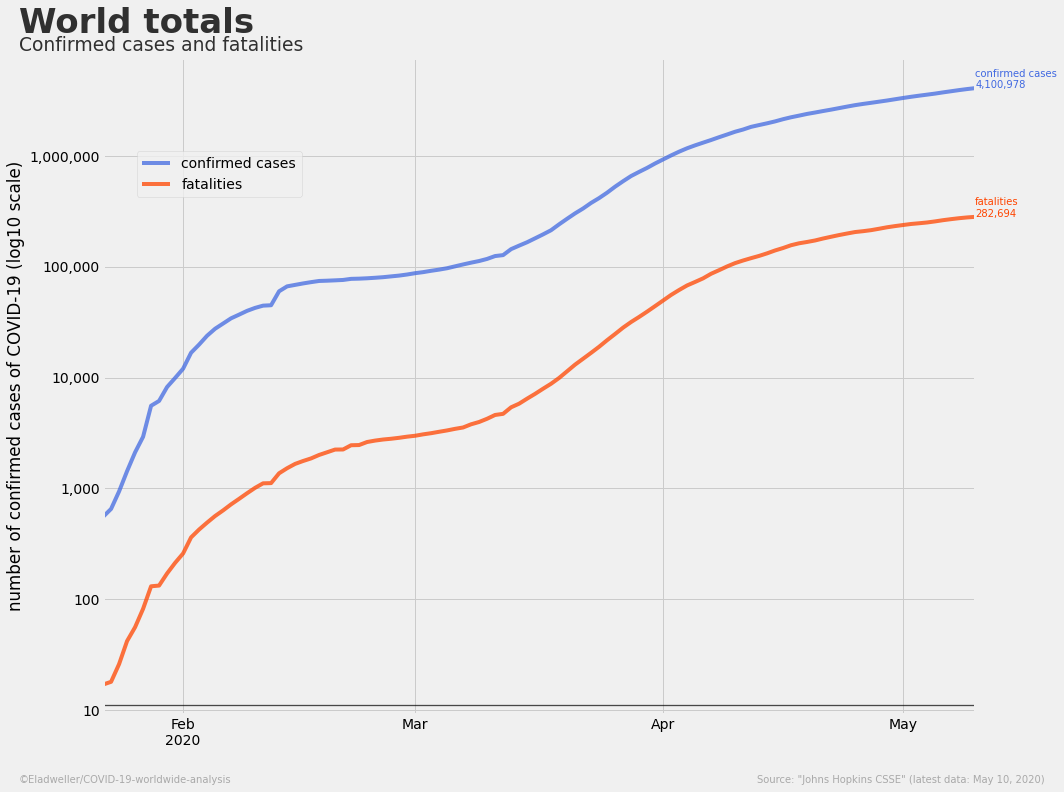 World totals
Confirmed cases and fatalities
confirmed cases
4,100,978
1,000,000
confirmed cases
fatalities
fatalities
282,694
100,000
10,000
1,000
100
10
number of confirmed cases of COVID-19 (log10 scale)
Feb
2020
Mar
Apr
May
©Eladweller/COVID-19-worldwide-analysis
Source: "Johns Hopkins CSSE" (latest data: May 10, 2020)